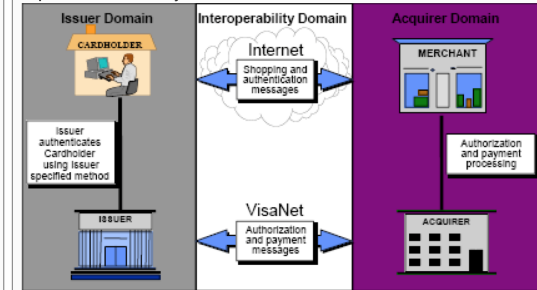 Issuer Domain
Interoperability Domain
Acquirer Domain
CARDHOLDER
Internet
Shopping and
authentication
messages
MERCHANT
Issuer
authenticates
Cardholder
using Issuer
specified method
Authorization
and payment
processing
ISSUER
VisaNet
Authorization
and payment
messages
ACQUIRER